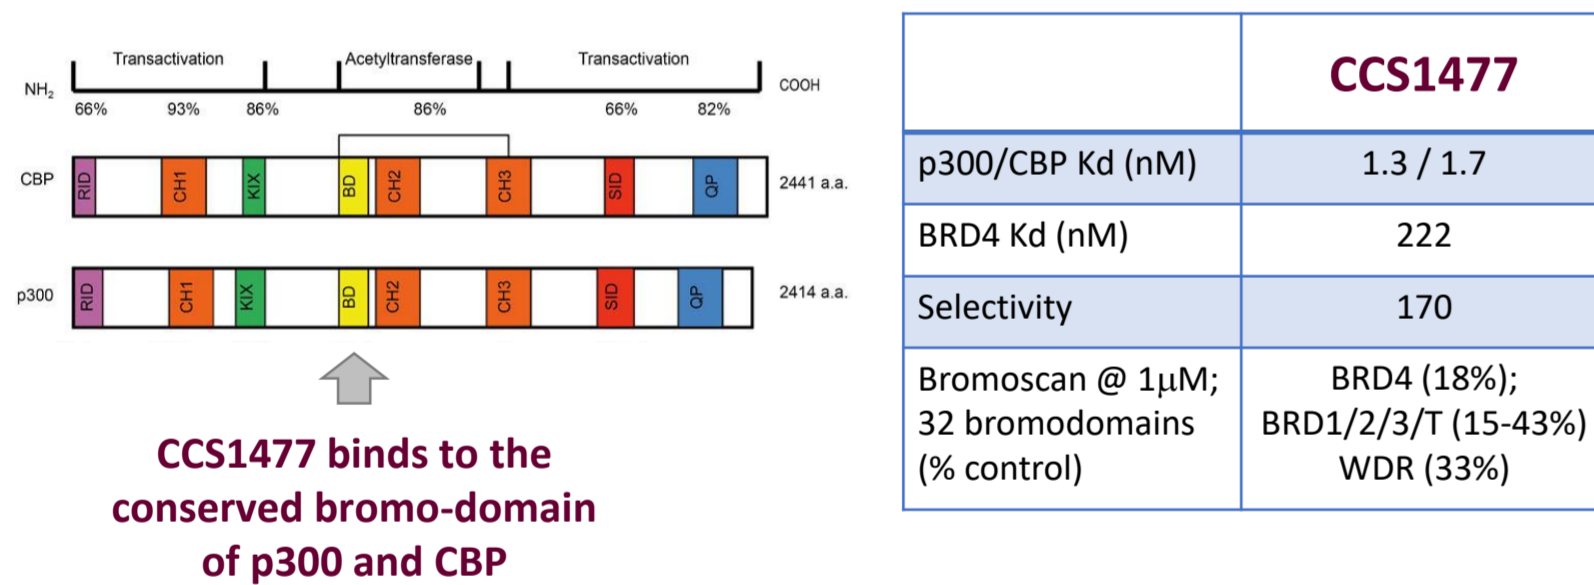 Transactivation Acetyltransferase Transactivation
NH₂ COOH
66% 93% 86% 86% 66% 82%
CBP RID CH1 KIX BD CH2 CH3 SID QP 2441 a.a.
p300 RID CH1 KIX BD CH2 CH3 SID QP 2414 a.a.
CCS1477 binds to the
conserved bromo-domain
of p300 and CBP
CCS1477
p300/CBP Kd (nM) 1.3 / 1.7
BRD4 Kd (nM) 222
Selectivity 170
Bromoscan @ 1μM;
32 bromodomains
(% control)
BRD4 (18%);
BRD1/2/3/T (15-43%)
WDR (33%)